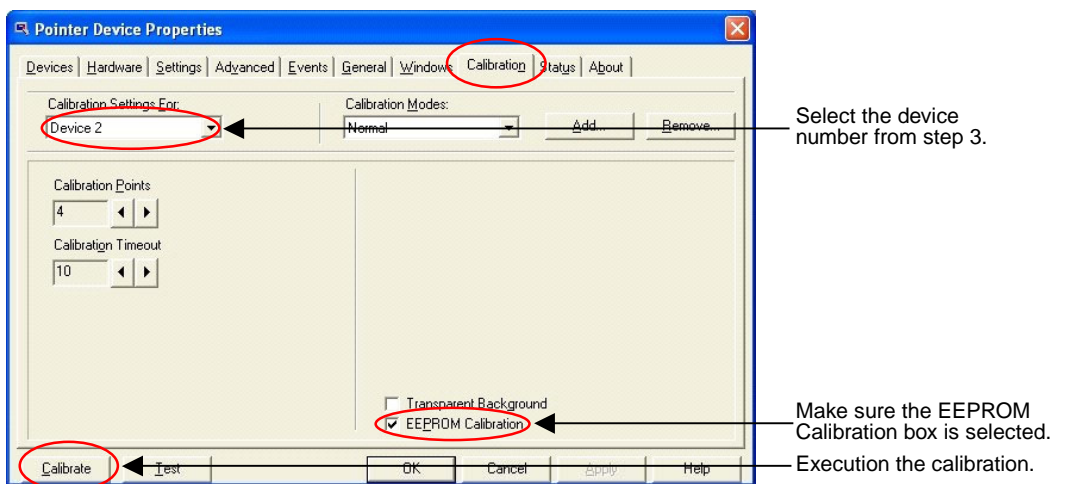 Pointer Device Properties
Devices Hardware Settings Advanced Events General Windows Calibration Status About
Calibration Settings For: Calibration Modes:
Device 2 Normal Add... Remove...
Select the device
number from step 3.
Calibration Points
4
Calibration Timeout
10
Transparent Background
EEPROM Calibration
Make sure the EEPROM
Calibration box is selected.
Calibrate Test OK Cancel Apply Help
Execution the calibration.